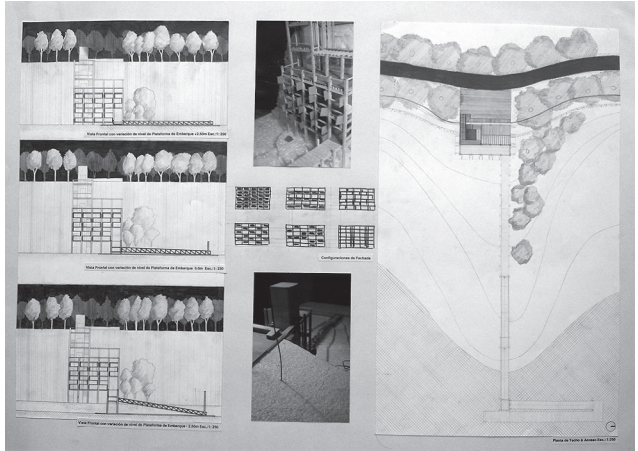 Vista Frontal con variación de nivel de Plataforma de Embarque +2.50m Esc./1:200
Vista Frontal con variación de nivel de Plataforma de Embarque 0.0m Esc./1:200
Vista Frontal con variación de nivel de Plataforma de Embarque - 2.50m Esc./1:200
Configuraciones de Fachada
Planta de Techo & Acceso Esc./1:200